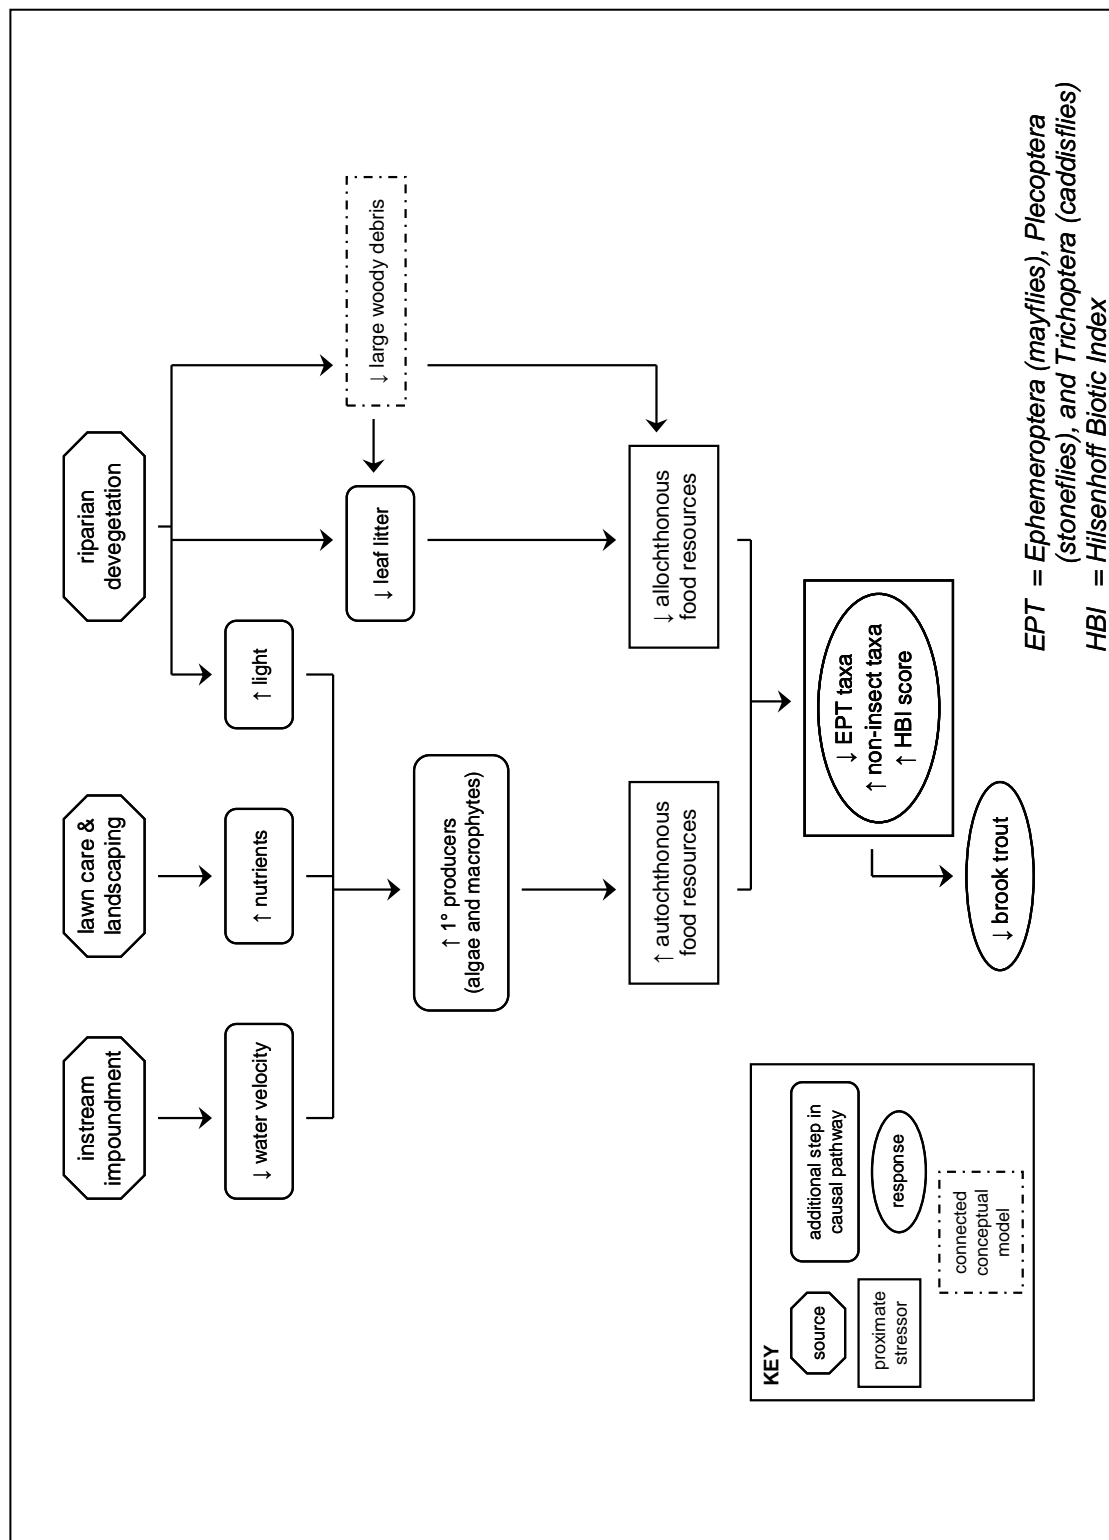 instream
impoundment
lawn care &
landscaping
riparian
devegetation
↓ water velocity
↑ nutrients
↑ light
↓ leaf litter
↓ large woody debris
↑ 1° producers
(algae and macrophytes)
↑ autochthonous
food resources
↓ allochthonous
food resources
↓ EPT taxa
↑ non-insect taxa
↑ HBI score
↓ brook trout
KEY
source
additional step in
causal pathway
proximate
stressor
response
connected
conceptual
model
EPT = Ephemeroptera (mayflies), Plecoptera
(stoneflies), and Trichoptera (caddisflies)
HBI = Hilsenhoff Biotic Index